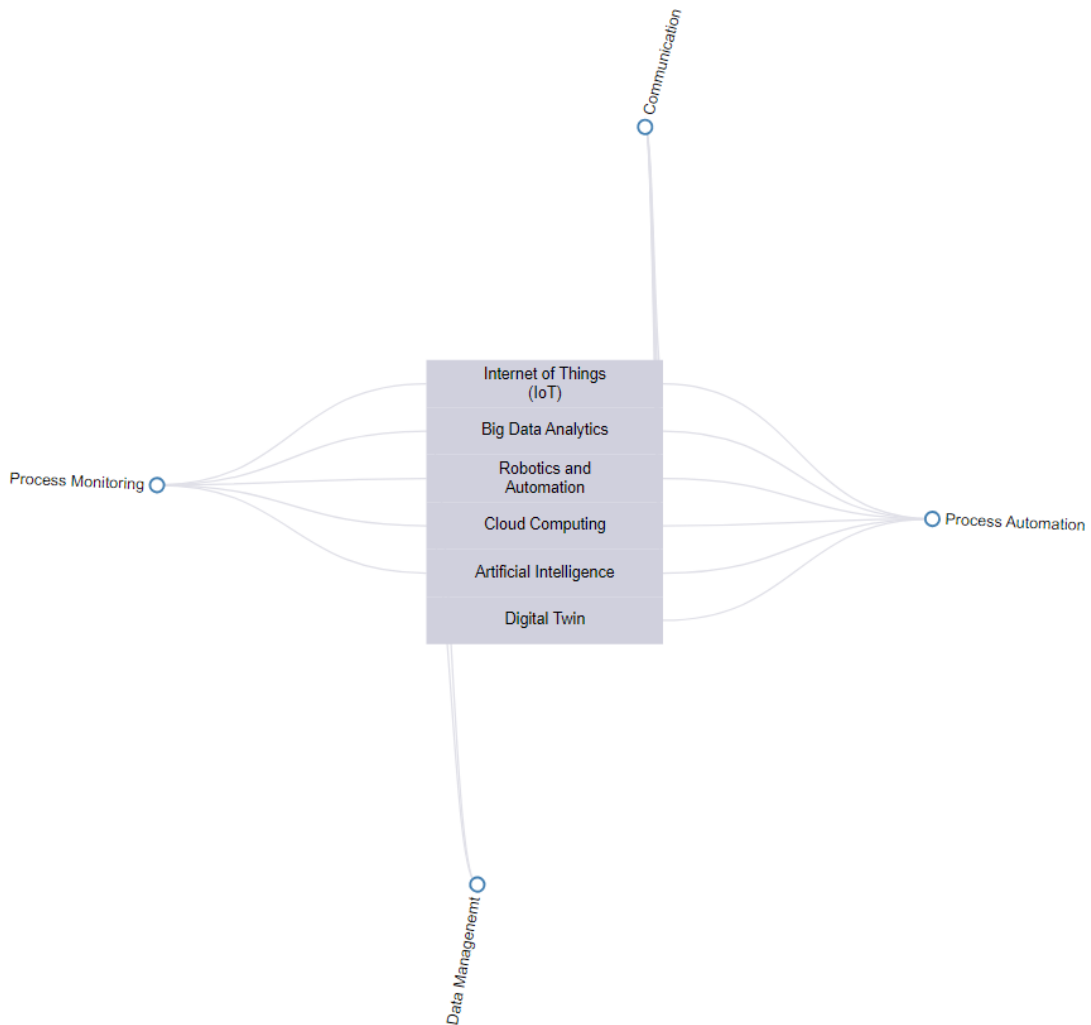 Communication
Internet of Things
(IoT)
Big Data Analytics
Robotics and
Automation
Cloud Computing
Artificial Intelligence
Digital Twin
Process Monitoring
Process Automation
Data Managenemt